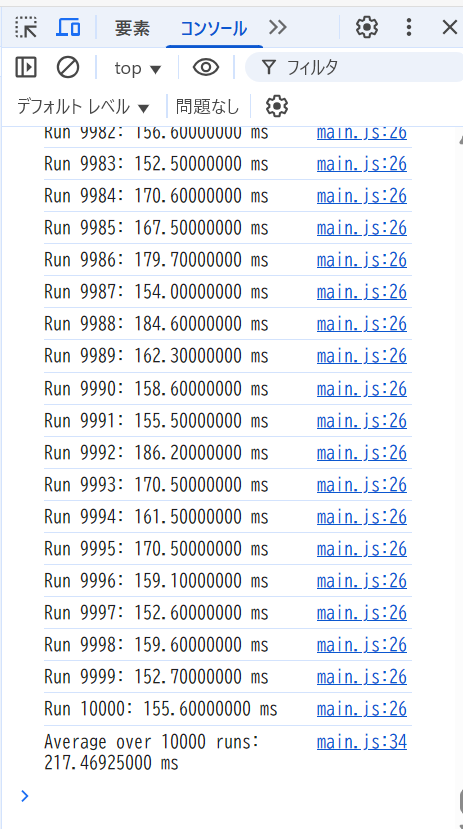 要素 コンソール
top フィルタ
デフォルト レベル 問題なし
Run 9982: 156.60000000 ms main.js:26
Run 9983: 152.50000000 ms main.js:26
Run 9984: 170.60000000 ms main.js:26
Run 9985: 167.50000000 ms main.js:26
Run 9986: 179.70000000 ms main.js:26
Run 9987: 154.00000000 ms main.js:26
Run 9988: 184.60000000 ms main.js:26
Run 9989: 162.30000000 ms main.js:26
Run 9990: 158.60000000 ms main.js:26
Run 9991: 155.50000000 ms main.js:26
Run 9992: 186.20000000 ms main.js:26
Run 9993: 170.50000000 ms main.js:26
Run 9994: 161.50000000 ms main.js:26
Run 9995: 170.50000000 ms main.js:26
Run 9996: 159.10000000 ms main.js:26
Run 9997: 152.60000000 ms main.js:26
Run 9998: 159.60000000 ms main.js:26
Run 9999: 152.70000000 ms main.js:26
Run 10000: 155.60000000 ms main.js:26
Average over 10000 runs: main.js:34
217.46925000 ms